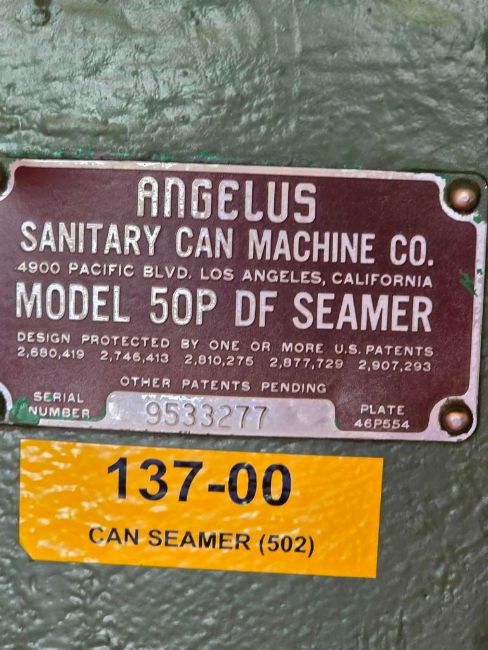 ANGELUS
SANITARY CAN MACHINE CO.
4900 PACIFIC BLVD. LOS ANGELES, CALIFORNIA
MODEL 50P DF SEAMER
DESIGN PROTECTED BY ONE OR MORE U.S. PATENTS
2,680,419 2,746,413 2,810,275 2,877,729 2,907,293
OTHER PATENTS PENDING
SERIAL NUMBER 9533277 PLATE 46P554
137-00
CAN SEAMER (502)